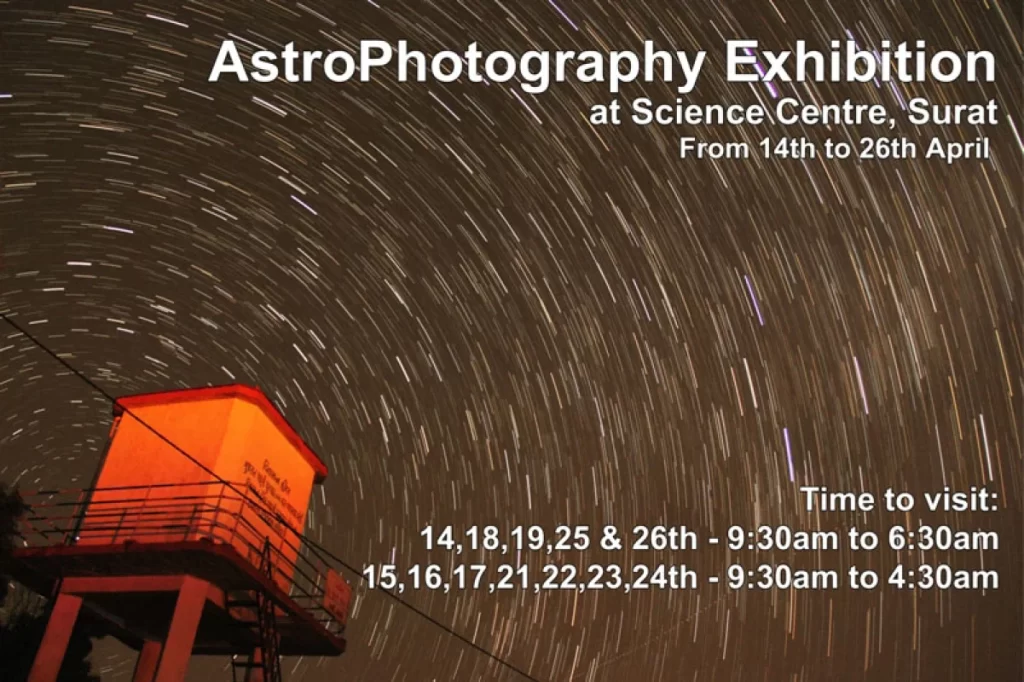 AstroPhotography Exhibition
at Science Centre, Surat
From 14th to 26th April
Time to visit:
14,18,19,25 & 26th - 9:30am to 6:30am
15,16,17,21,22,23,24th - 9:30am to 4:30am